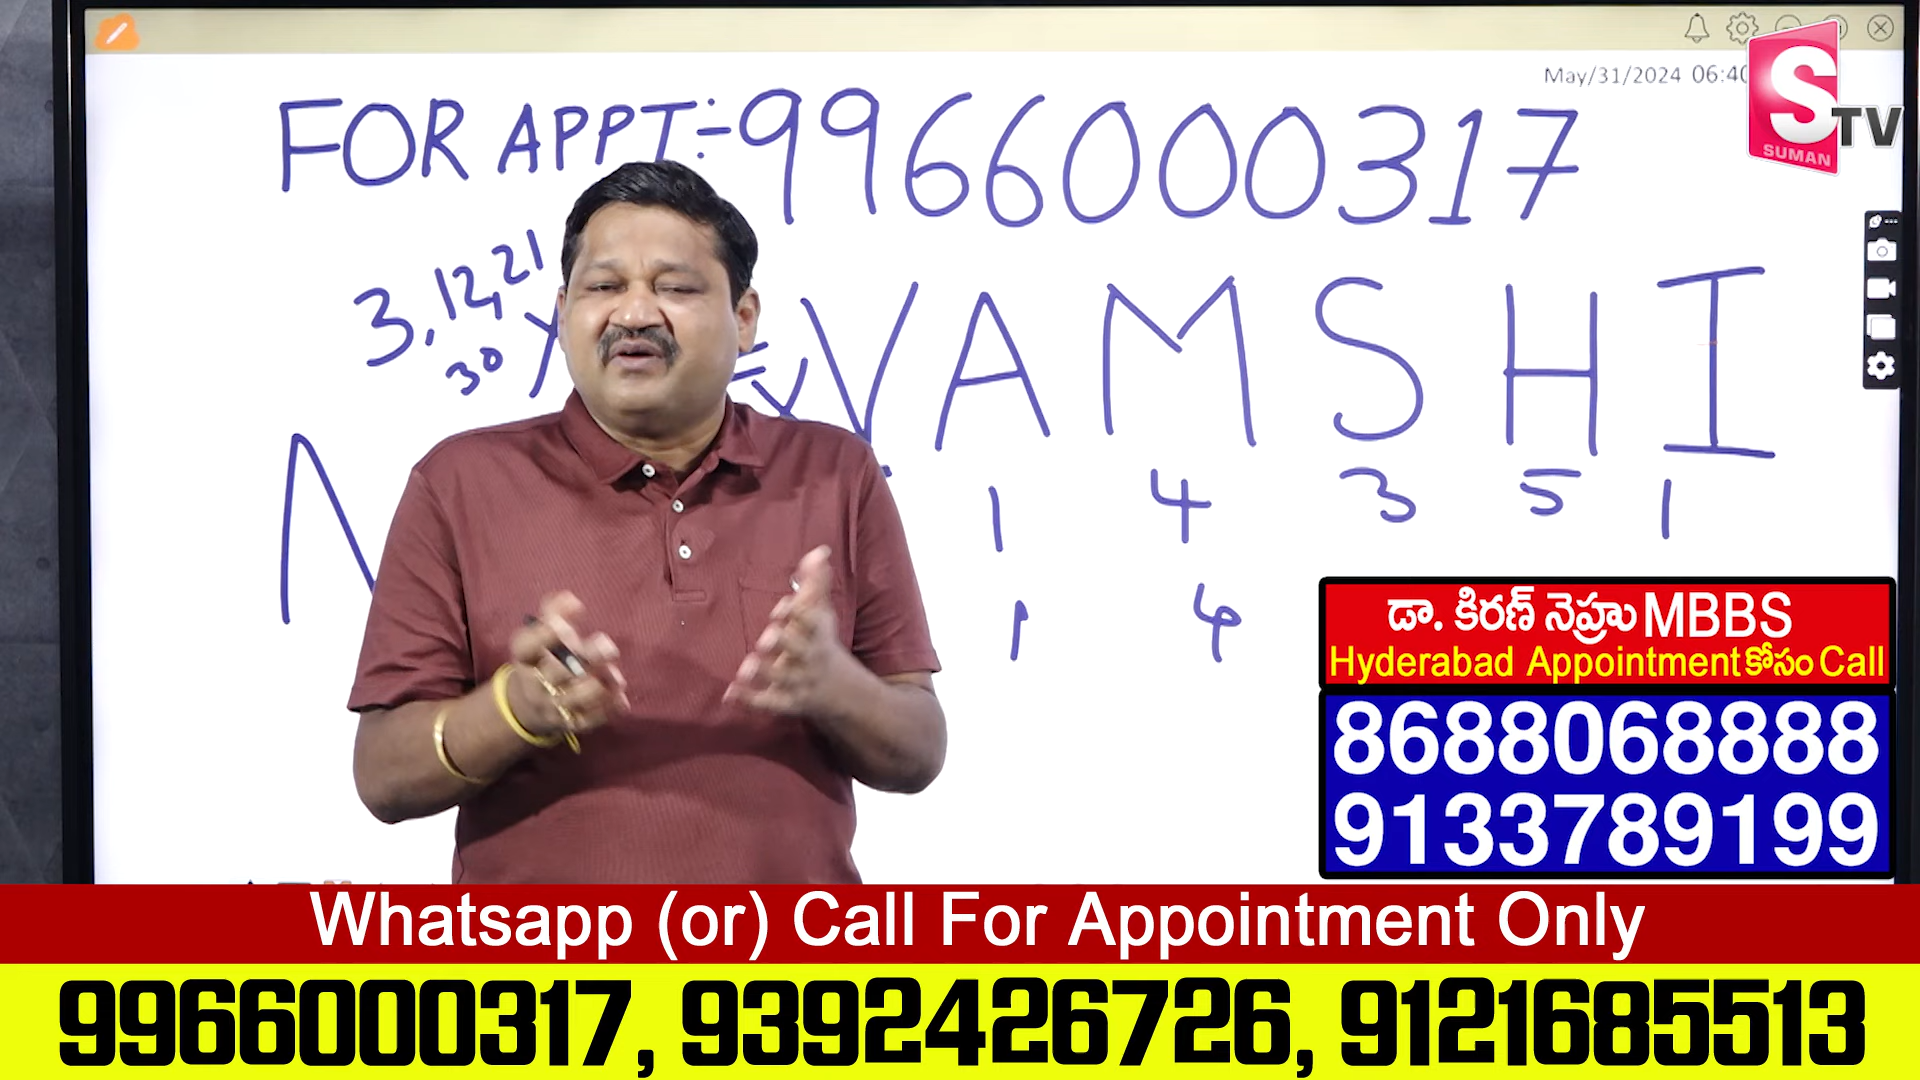 May/31/2024 06:40
S TV
SUMAN
FOR APPT:-9966000317
3, 12, 21
30
VAMSHI
1 4 3 5 1
N
1 4
డా. కిరణ్ నెహ్రు MBBS
Hyderabad Appointment కోసం Call
8688068888
9133789199
Whatsapp (or) Call For Appointment Only
9966000317, 9392426726, 9121685513